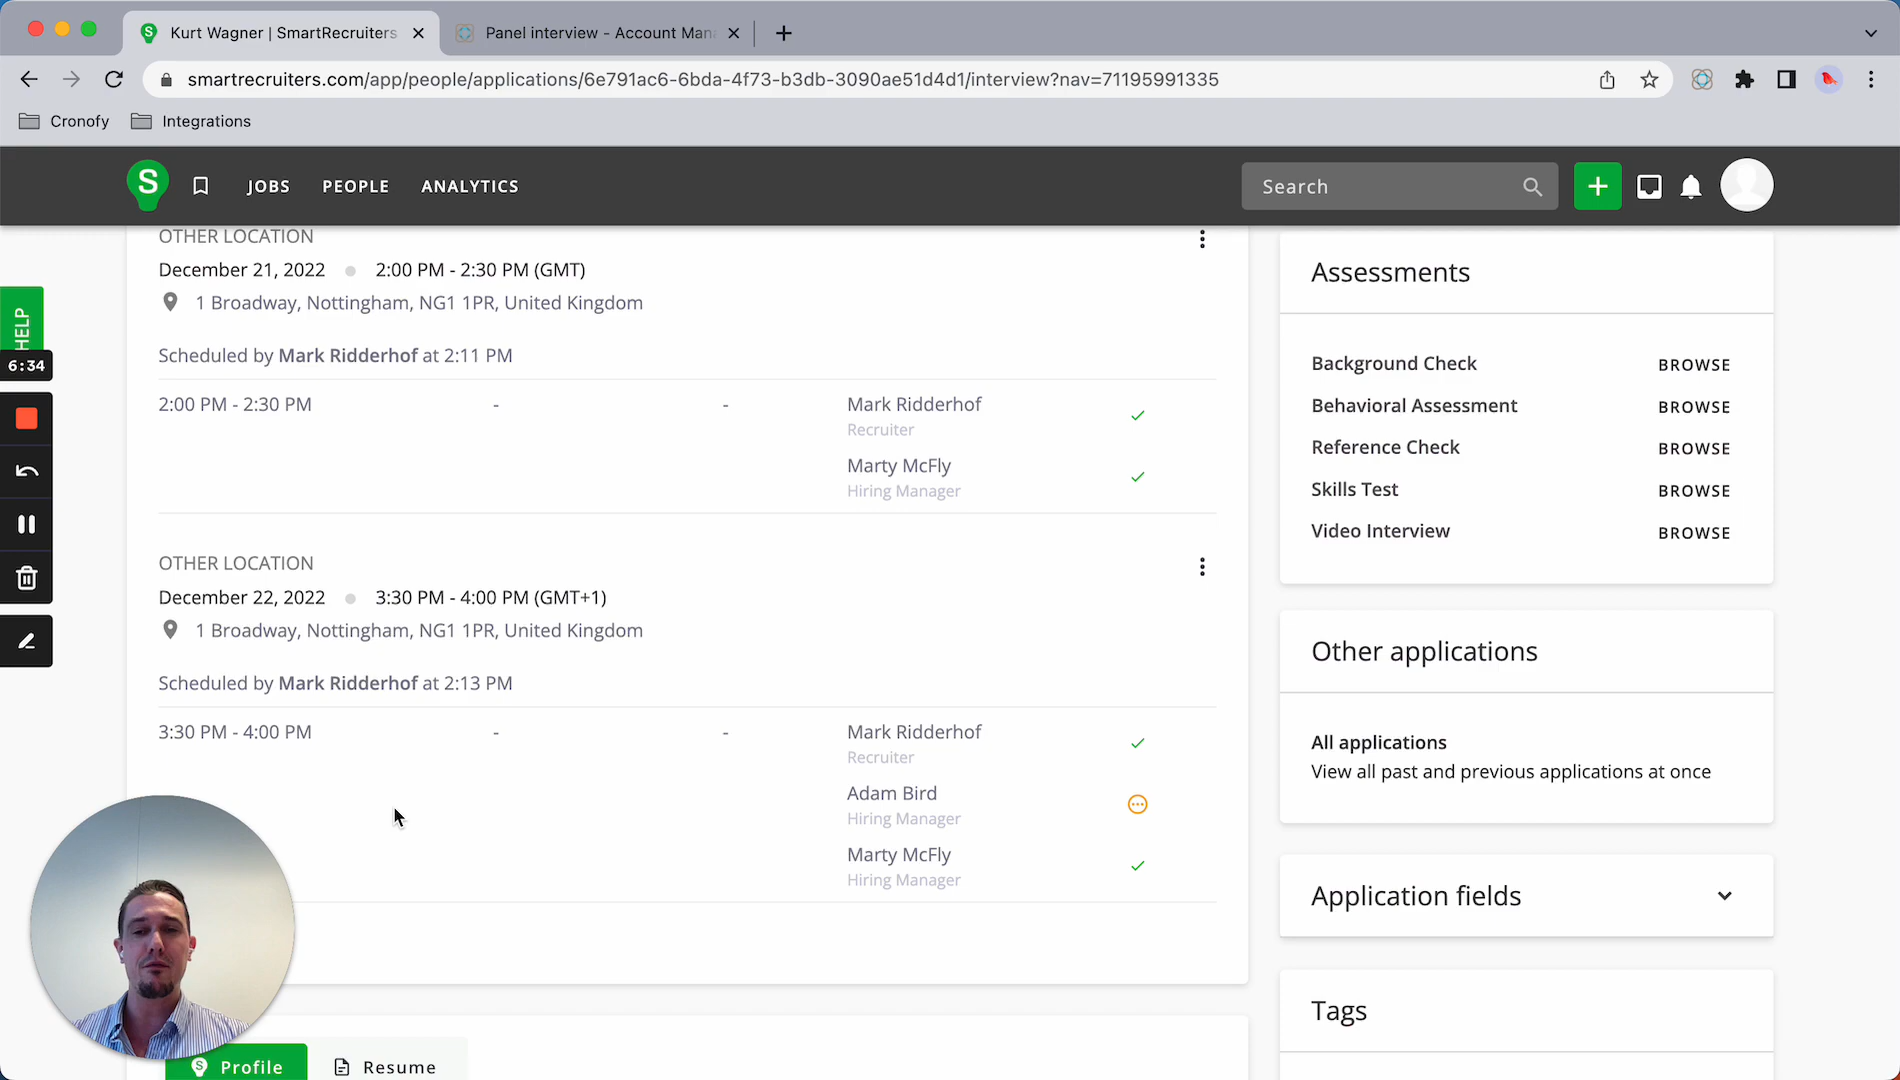 Kurt Wagner | SmartRecruiters
Panel interview - Account Man
smartrecruiters.com/app/people/applications/6e791ac6-6bda-4f73-b3db-3090ae51d4d1/interview?nav=71195991335
Cronofy
Integrations
S
JOBS
PEOPLE
ANALYTICS
Search
HELP
6:34
OTHER LOCATION
December 21, 2022
2:00 PM - 2:30 PM (GMT)
1 Broadway, Nottingham, NG1 1PR, United Kingdom
Scheduled by Mark Ridderhof at 2:11 PM
2:00 PM - 2:30 PM
-
-
Mark Ridderhof
Recruiter
Marty McFly
Hiring Manager
OTHER LOCATION
December 22, 2022
3:30 PM - 4:00 PM (GMT+1)
1 Broadway, Nottingham, NG1 1PR, United Kingdom
Scheduled by Mark Ridderhof at 2:13 PM
3:30 PM - 4:00 PM
-
-
Mark Ridderhof
Recruiter
Adam Bird
Hiring Manager
Marty McFly
Hiring Manager
Profile
Resume
Assessments
Background Check BROWSE
Behavioral Assessment BROWSE
Reference Check BROWSE
Skills Test BROWSE
Video Interview BROWSE
Other applications
All applications
View all past and previous applications at once
Application fields
Tags